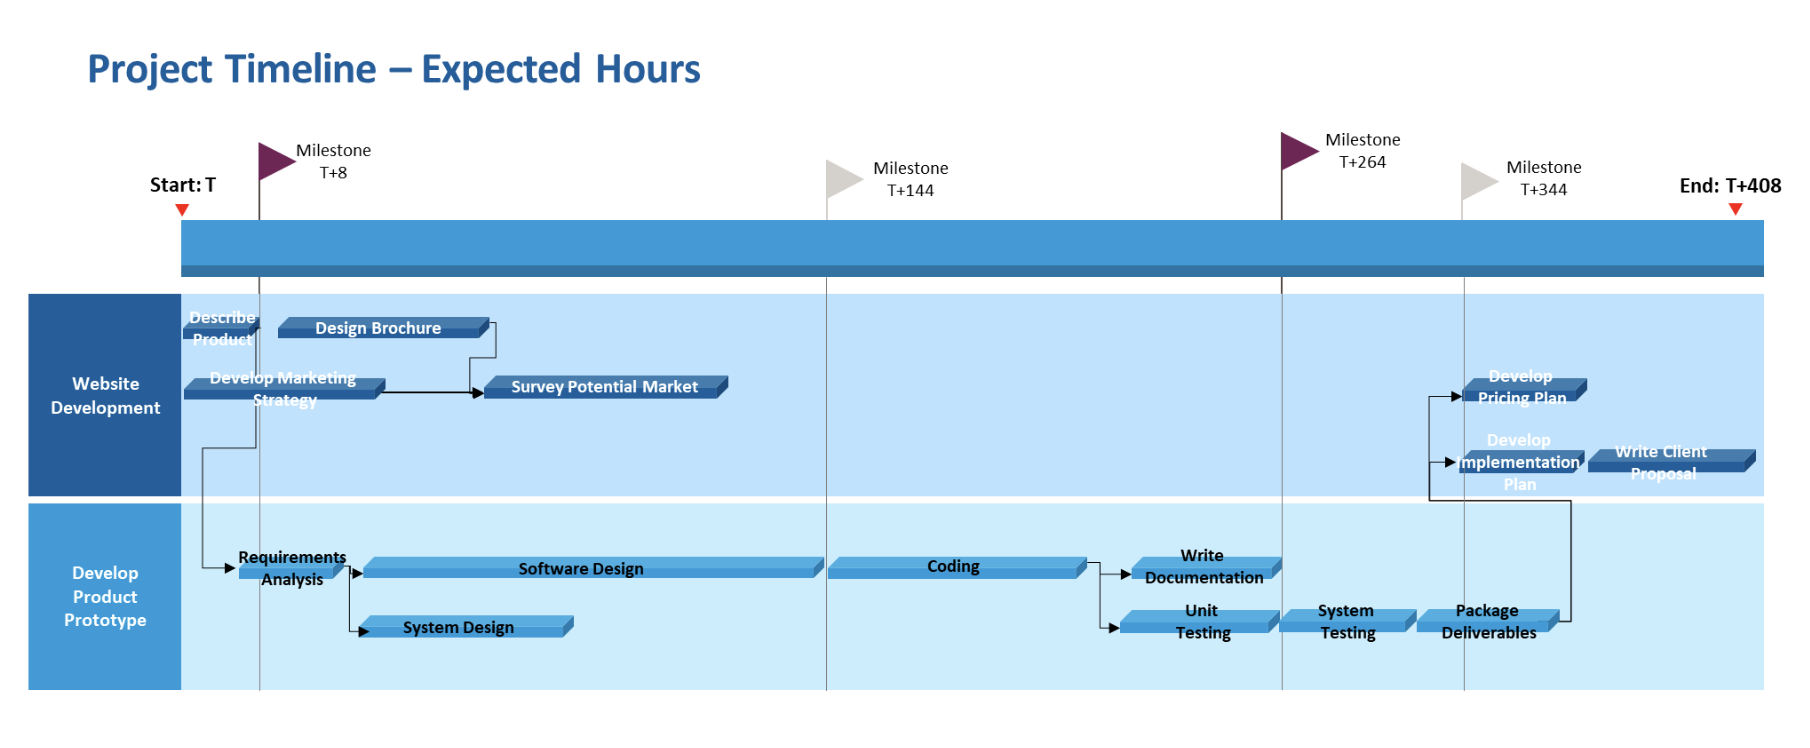 Project Timeline – Expected Hours
Milestone
T+8
Milestone
T+144
Milestone
T+264
Milestone
T+344
Start: T
End: T+408
Website
Development
Describe
Product
Design Brochure
Develop Marketing
Strategy
Survey Potential Market
Develop
Pricing Plan
Develop
Implementation
Plan
Write Client
Proposal
Develop
Product
Prototype
Requirements
Analysis
Software Design
Coding
Write
Documentation
System Design
Unit
Testing
System
Testing
Package
Deliverables